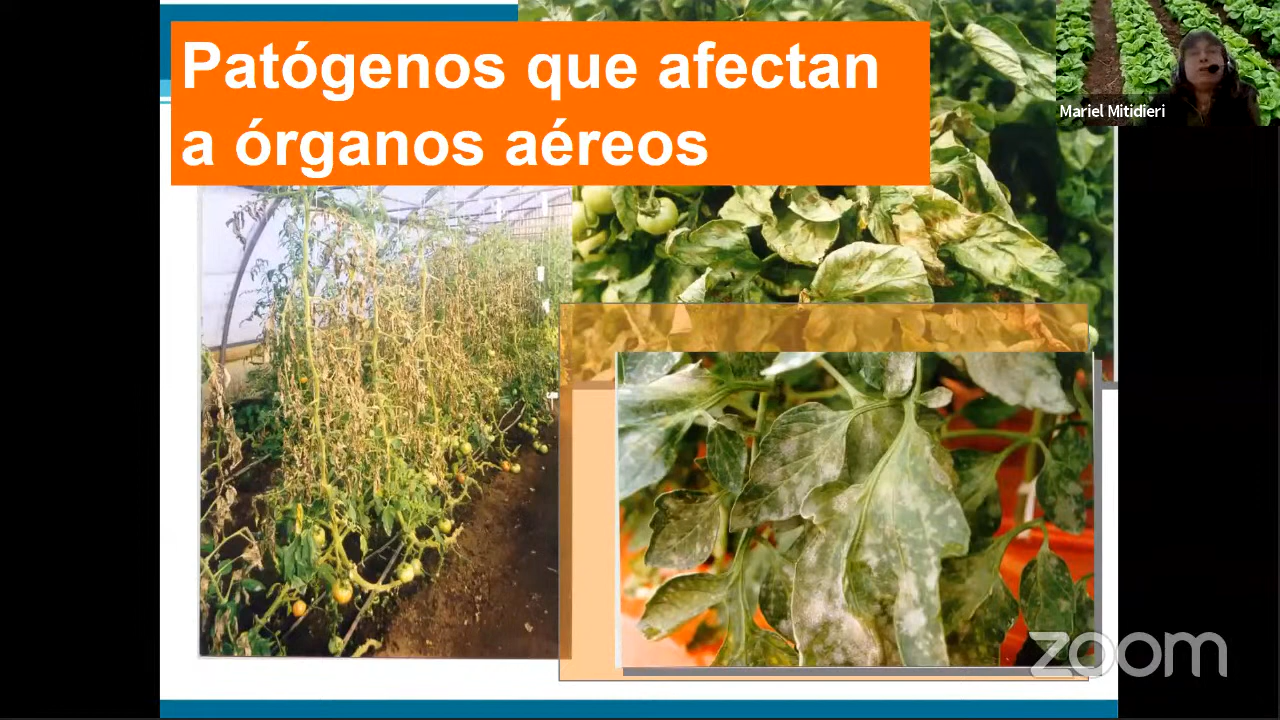 Patógenos que afectan
a órganos aéreos
Mariel Mitidieri
zoom